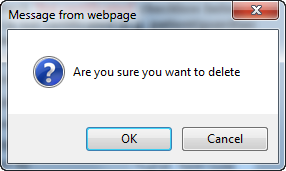 Message from webpage
Are you sure you want to delete
OK
Cancel